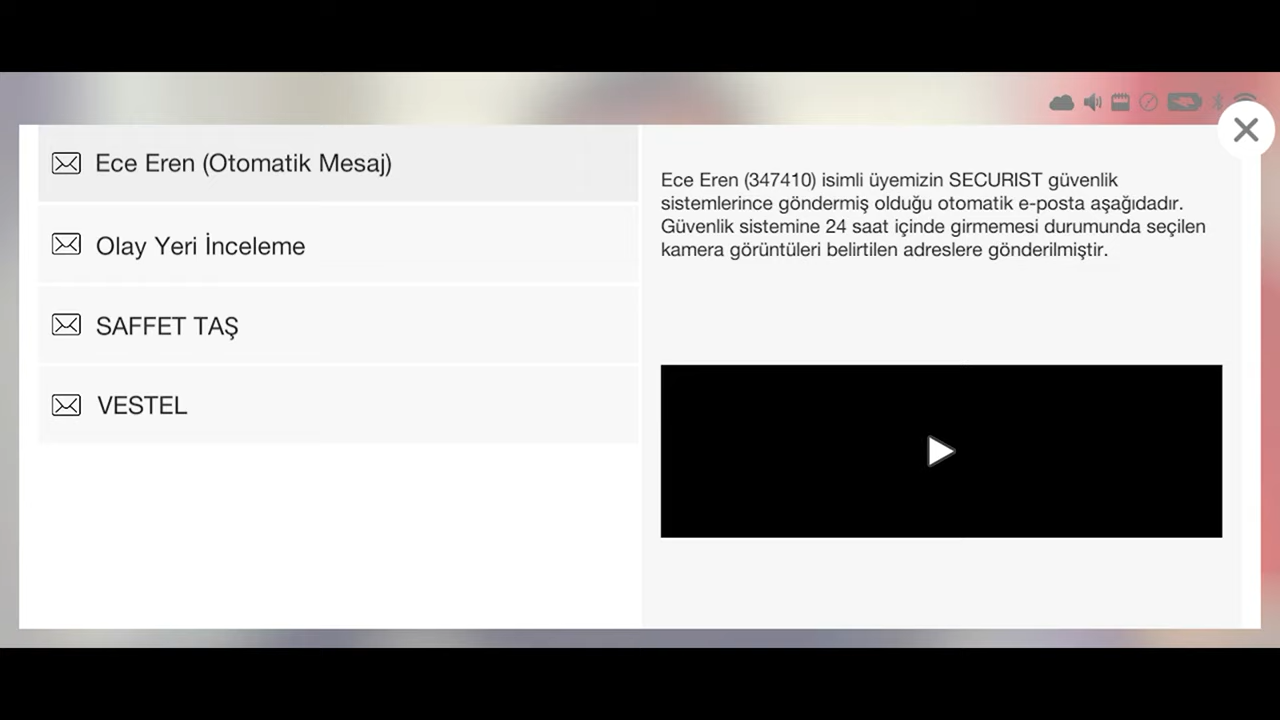 Ece Eren (Otomatik Mesaj)
Olay Yeri İnceleme
SAFFET TAŞ
VESTEL
Ece Eren (347410) isimli üyemizin SECURIST güvenlik
sistemlerince göndermiş olduğu otomatik e-posta aşağıdadır.
Güvenlik sistemine 24 saat içinde girmemesi durumunda seçilen
kamera görüntüleri belirtilen adreslere gönderilmiştir.